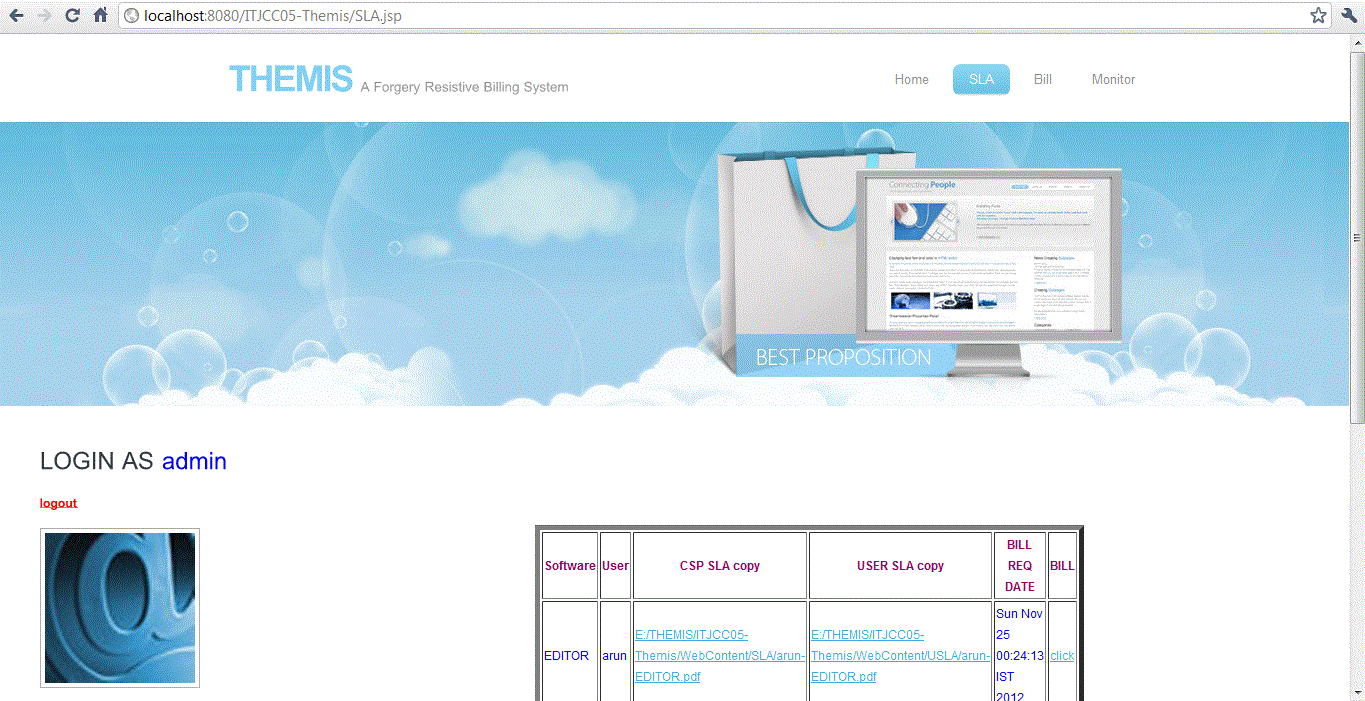 localhost:8080/ITJCC05-Themis/SLA.jsp
THEMIS A Forgery Resistive Billing System
Home SLA Bill Monitor
Connecting People
BEST PROPOSITION
LOGIN AS admin
logout
Software User CSP SLA copy USER SLA copy BILL REQ DATE BILL
EDITOR arun E:/THEMIS/ITJCC05-Themis/WebContent/SLA/arun-EDITOR.pdf E:/THEMIS/ITJCC05-Themis/WebContent/USLA/arun-EDITOR.pdf Sun Nov 25 00:24:13 IST 2012 click